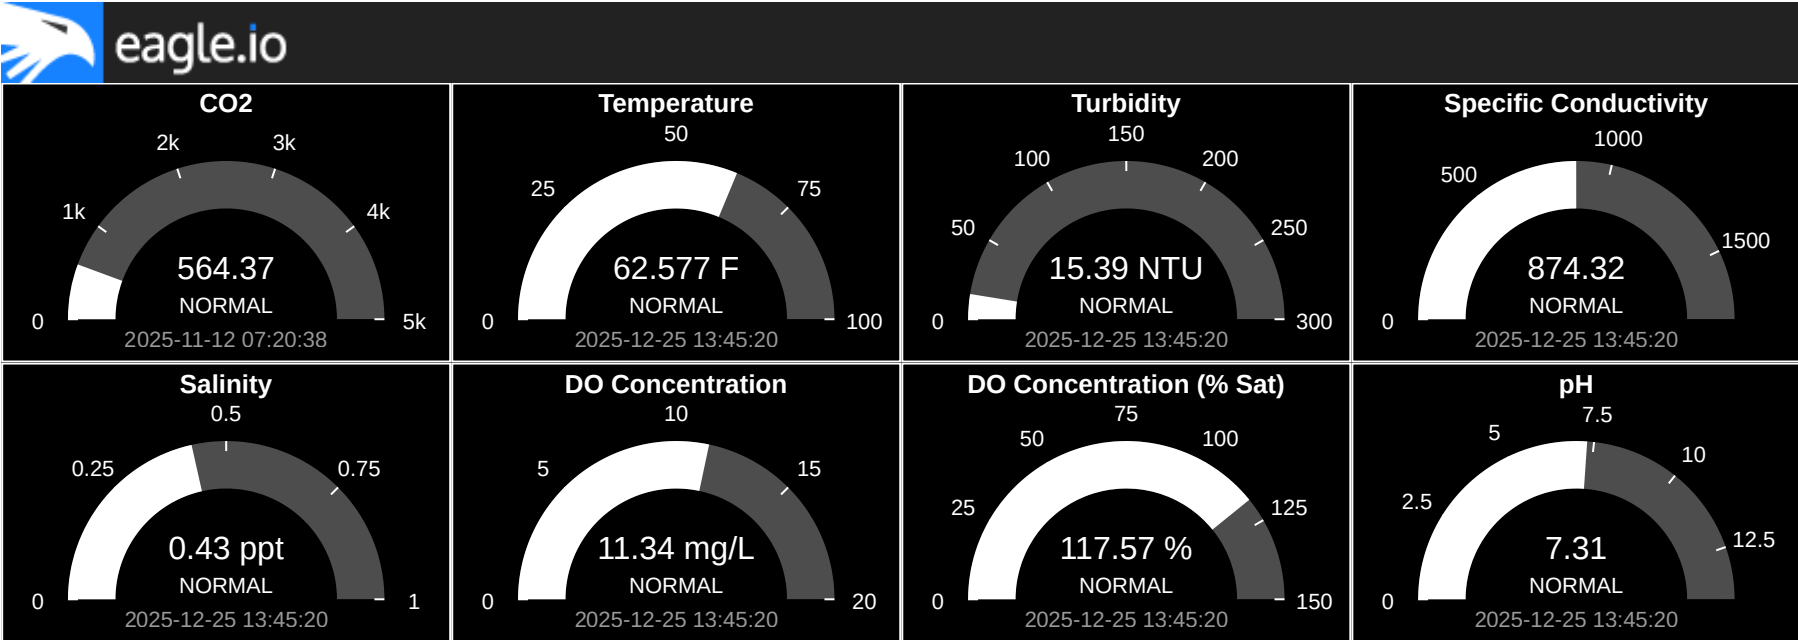 eagle.io
CO2
2k 3k
1k 4k
564.37
NORMAL
0 5k
2025-11-12 07:20:38
Temperature
50
25 75
62.577 F
NORMAL
0 100
2025-12-25 13:45:20
Turbidity
150
100 200
50 250
15.39 NTU
NORMAL
0 300
2025-12-25 13:45:20
Specific Conductivity
1000
500
1500
874.32
NORMAL
0
2025-12-25 13:45:20
Salinity
0.5
0.25 0.75
0.43 ppt
NORMAL
0 1
2025-12-25 13:45:20
DO Concentration
10
5 15
11.34 mg/L
NORMAL
0 20
2025-12-25 13:45:20
DO Concentration (% Sat)
75
50 100
25 125
117.57 %
NORMAL
0 150
2025-12-25 13:45:20
pH
7.5
5
10
2.5
12.5
7.31
NORMAL
0
2025-12-25 13:45:20